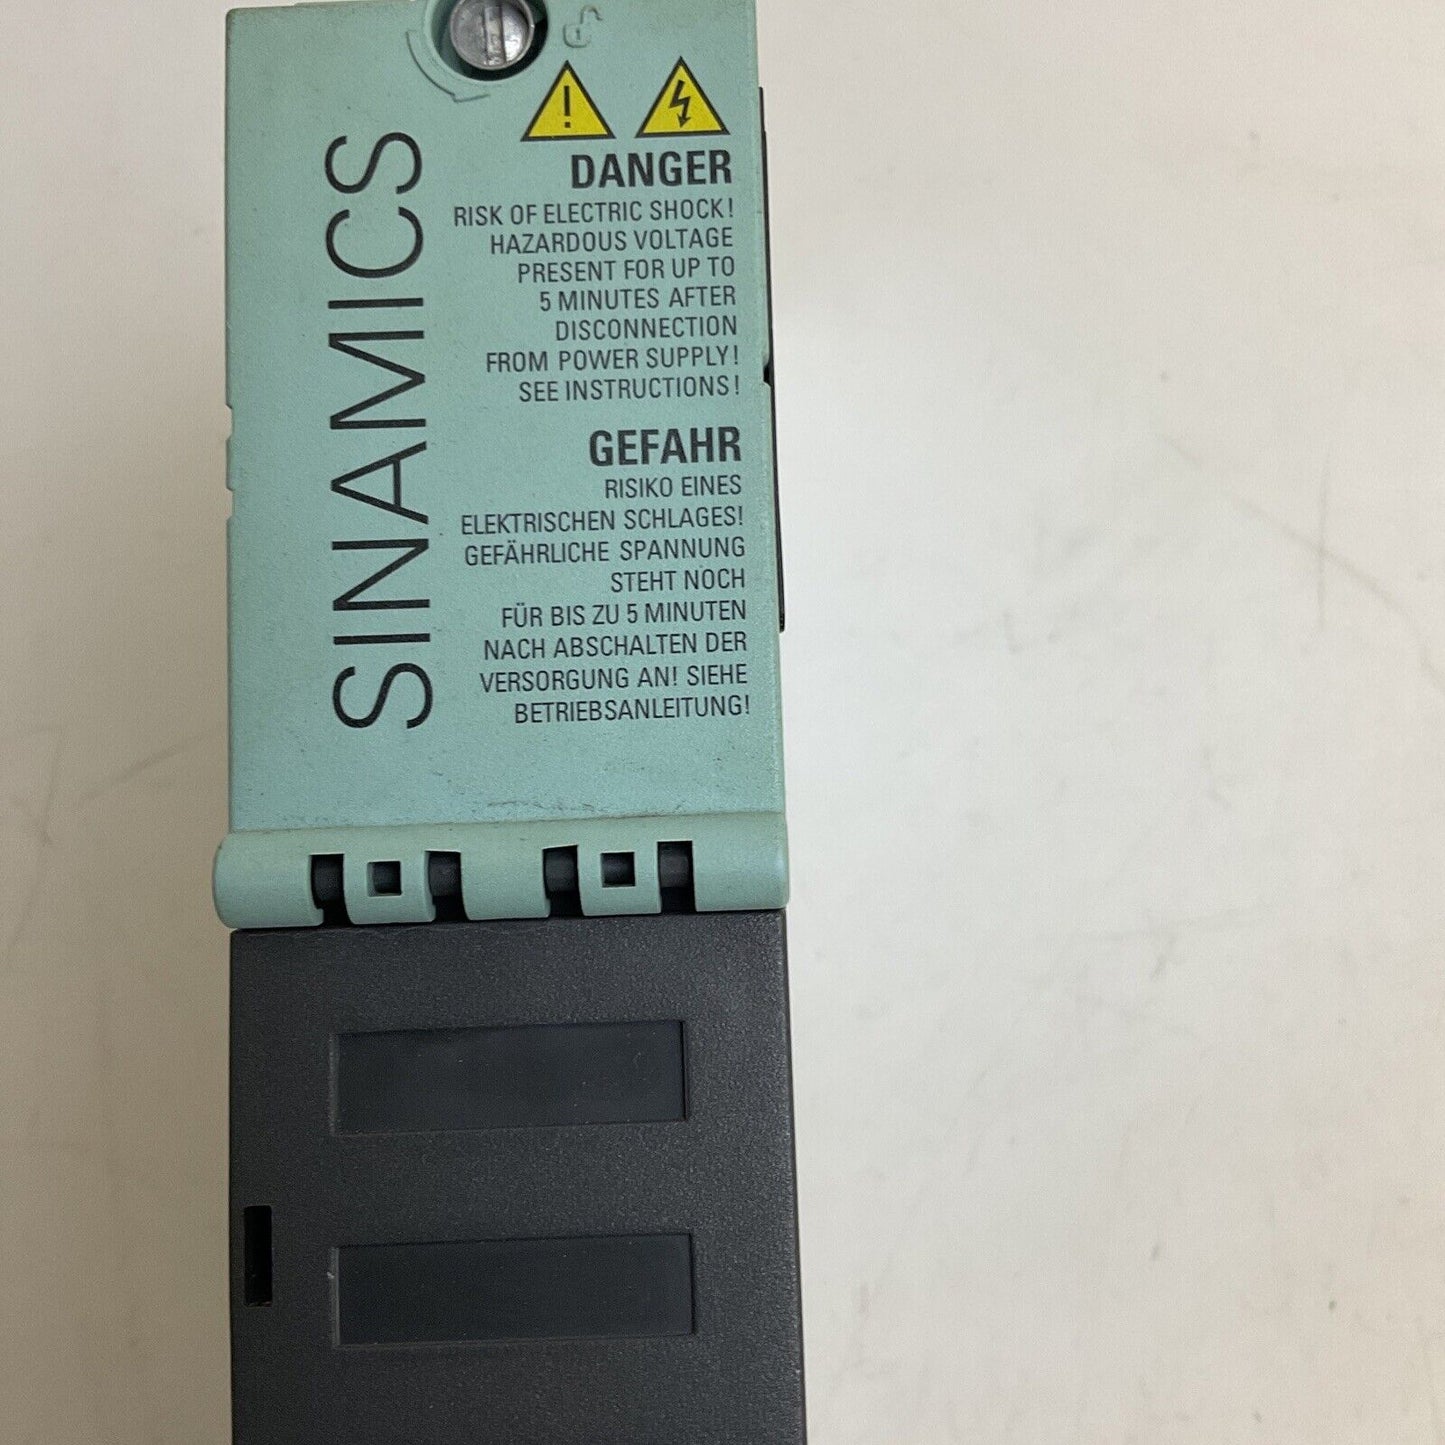 SINAMICS
DANGER
RISK OF ELECTRIC SHOCK!
HAZARDOUS VOLTAGE
PRESENT FOR UP TO
5 MINUTES AFTER
DISCONNECTION
FROM POWER SUPPLY!
SEE INSTRUCTIONS!
GEFAHR
RISIKO EINES
ELEKTRISCHEN SCHLAGES!
GEFÄHRLICHE SPANNUNG
STEHT NOCH
FÜR BIS ZU 5 MINUTEN
NACH ABSCHALTEN DER
VERSORGUNG AN! SIEHE
BETRIEBSANLEITUNG!